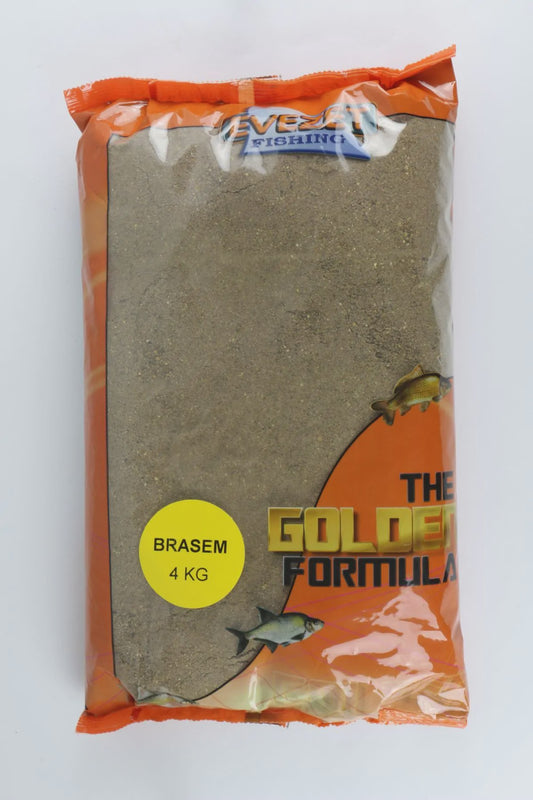 EVEZET
FISHING
THE
GOLDEN
FORMULA
BRASEM
4 KG